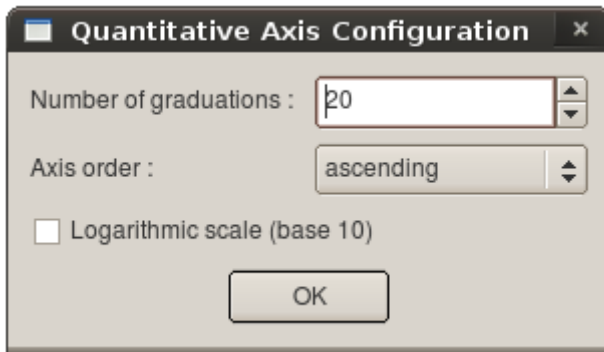 Quantitative Axis Configuration
Number of graduations : 20
Axis order : ascending
Logarithmic scale (base 10)
OK